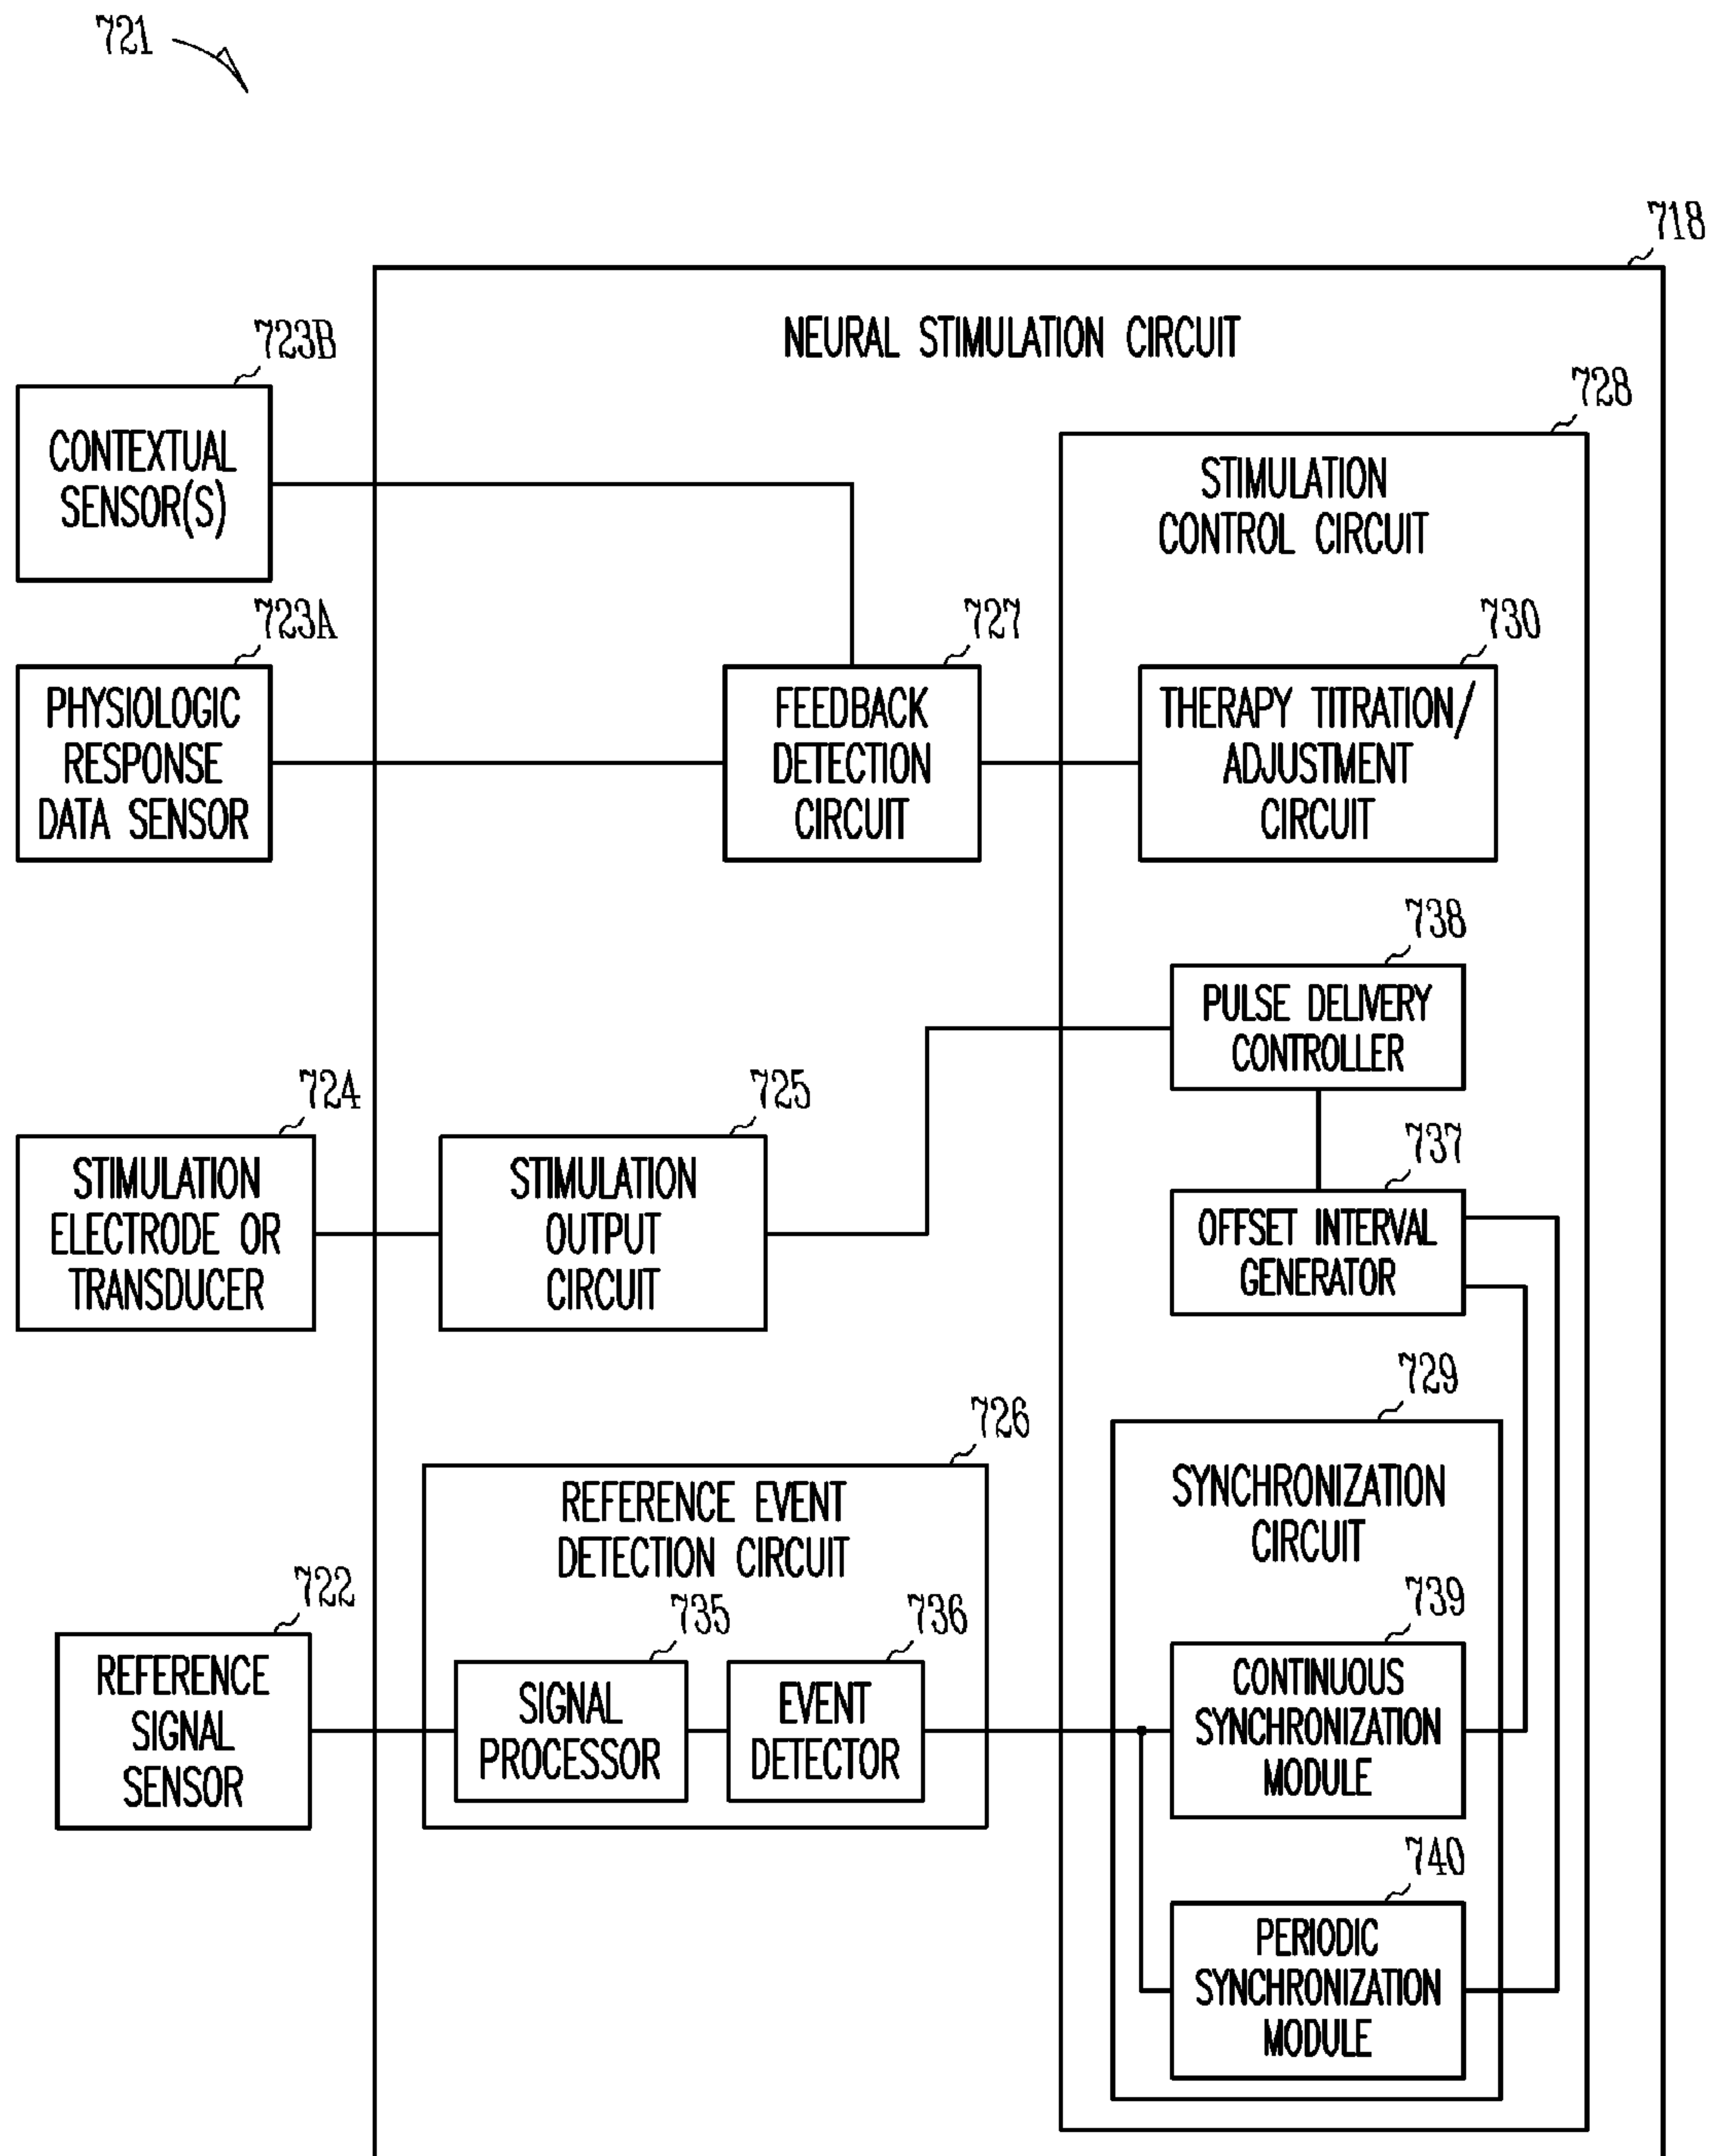 721
718
NEURAL STIMULATION CIRCUIT
723B
CONTEXTUAL
SENSOR(S)
728
STIMULATION
CONTROL CIRCUIT
723A
PHYSIOLOGIC
RESPONSE
DATA SENSOR
727
FEEDBACK
DETECTION
CIRCUIT
730
THERAPY TITRATION/
ADJUSTMENT
CIRCUIT
738
PULSE DELIVERY
CONTROLLER
724
STIMULATION
ELECTRODE OR
TRANSDUCER
725
STIMULATION
OUTPUT
CIRCUIT
737
OFFSET INTERVAL
GENERATOR
729
SYNCHRONIZATION
CIRCUIT
726
REFERENCE EVENT
DETECTION CIRCUIT
722
REFERENCE
SIGNAL
SENSOR
735
SIGNAL
PROCESSOR
736
EVENT
DETECTOR
739
CONTINUOUS
SYNCHRONIZATION
MODULE
740
PERIODIC
SYNCHRONIZATION
MODULE